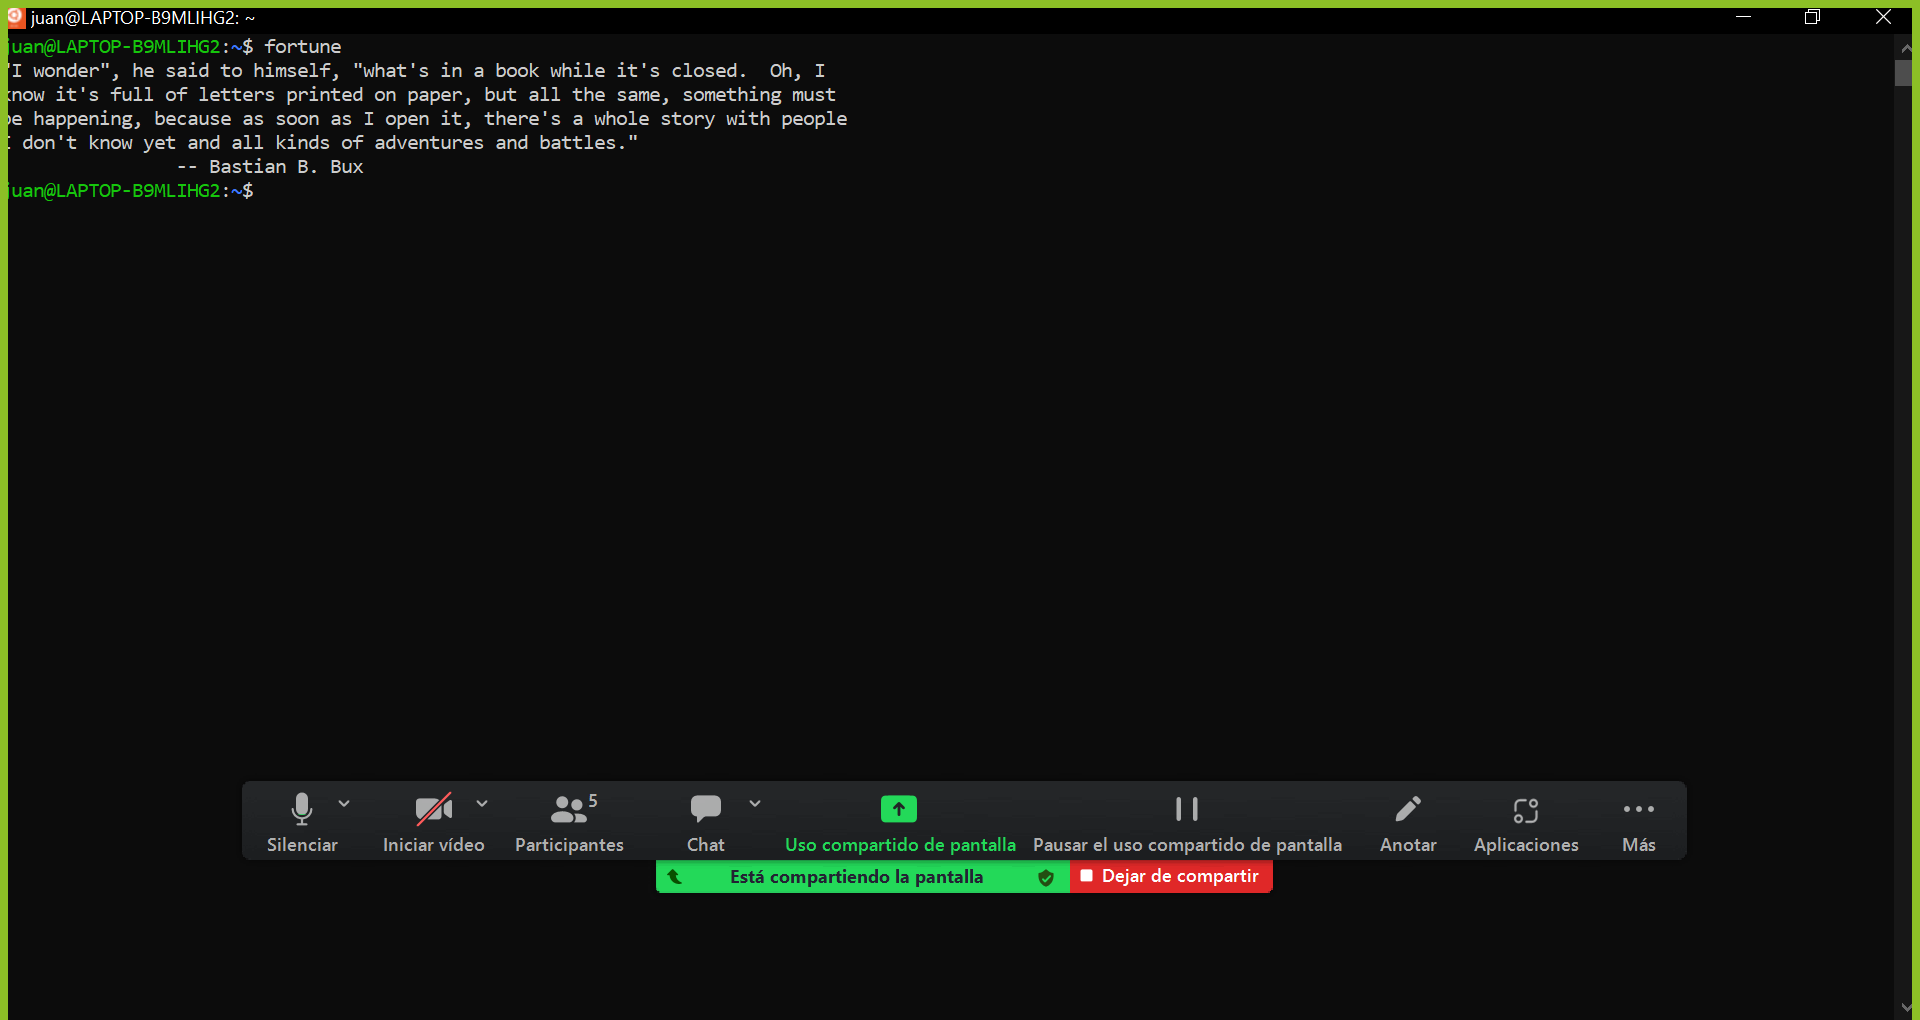 juan@LAPTOP-B9MLIHG2: ~
juan@LAPTOP-B9MLIHG2:~$ fortune
"I wonder", he said to himself, "what's in a book while it's closed.  Oh, I
know it's full of letters printed on paper, but all the same, something must
be happening, because as soon as I open it, there's a whole story with people
I don't know yet and all kinds of adventures and battles."
-- Bastian B. Bux
juan@LAPTOP-B9MLIHG2:~$
5
Silenciar Iniciar vídeo Participantes Chat Uso compartido de pantalla Pausar el uso compartido de pantalla Anotar Aplicaciones Más
Está compartiendo la pantalla Dejar de compartir